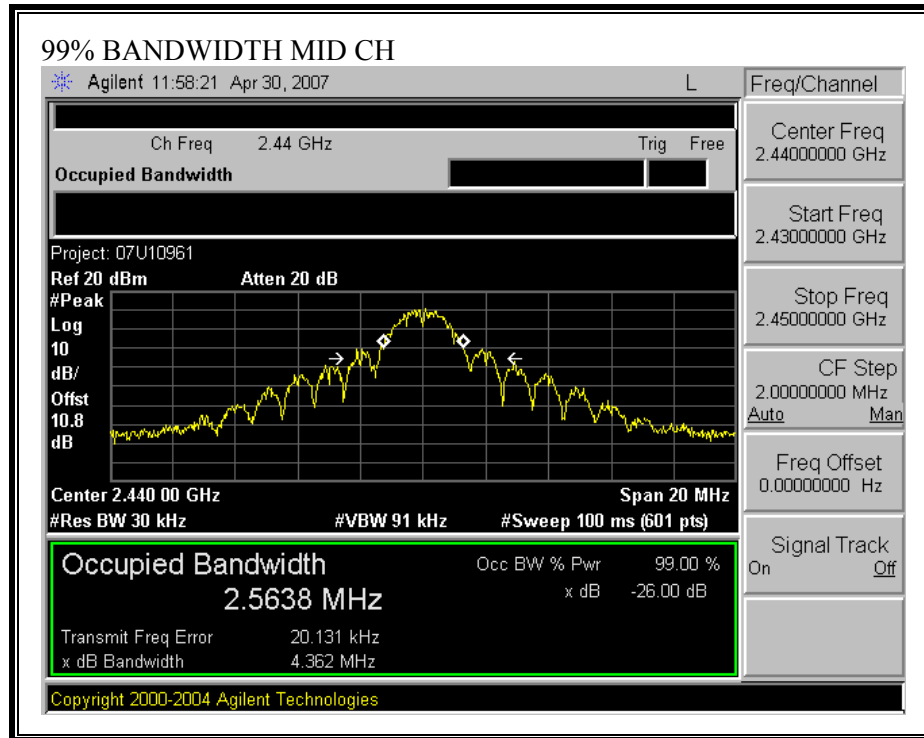 99% BANDWIDTH MID CH
Agilent 11:58:21 Apr 30, 2007 L
Freq/Channel
Ch Freq 2.44 GHz Trig Free
Occupied Bandwidth
Center Freq
2.44000000 GHz
Start Freq
2.43000000 GHz
Stop Freq
2.45000000 GHz
CF Step
2.00000000 MHz
Auto Man
Freq Offset
0.00000000 Hz
Signal Track
On Off
Project: 07U10961
Ref 20 dBm Atten 20 dB
#Peak
Log
10
dB/
Offst
10.8
dB
Center 2.440 00 GHz Span 20 MHz
#Res BW 30 kHz #VBW 91 kHz #Sweep 100 ms (601 pts)
Occupied Bandwidth
2.5638 MHz
Occ BW % Pwr 99.00 %
x dB -26.00 dB
Transmit Freq Error 20.131 kHz
x dB Bandwidth 4.362 MHz
Copyright 2000-2004 Agilent Technologies